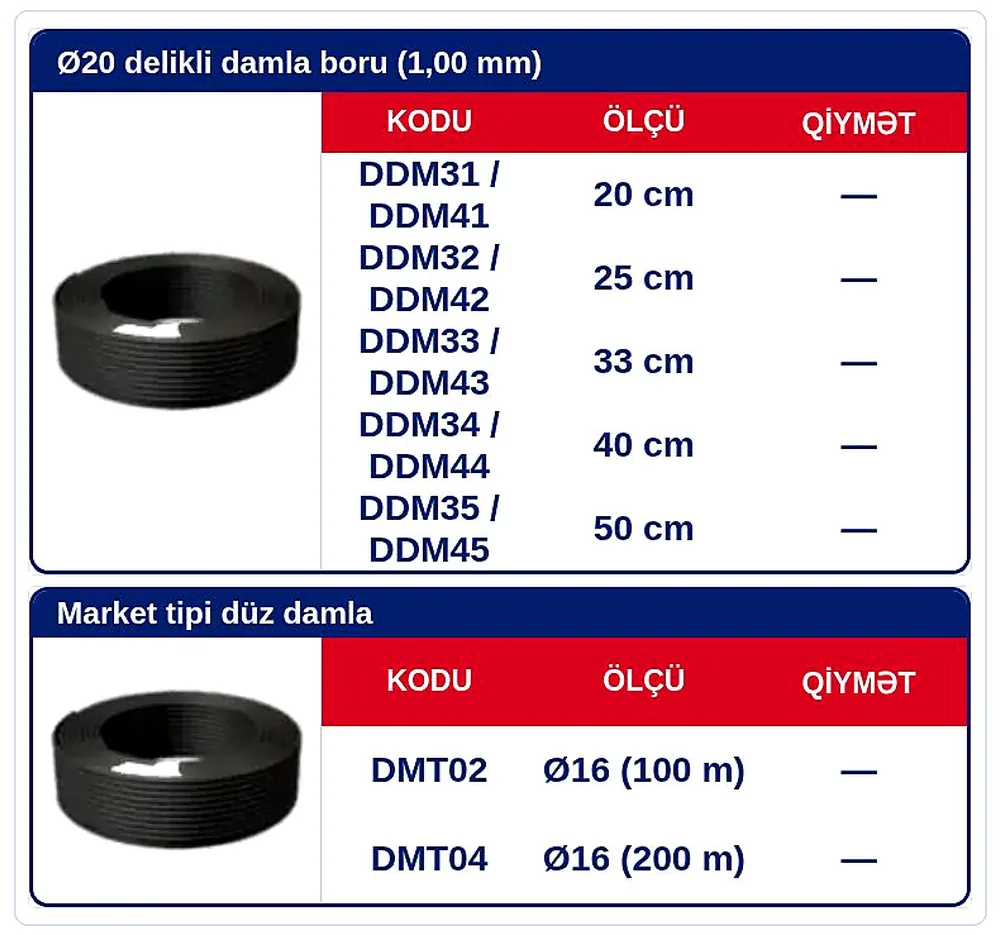 Ø20 delikli damla boru (1,00 mm)
KODU ÖLÇÜ QİYMƏT
DDM31 /
DDM41 20 cm —
DDM32 /
DDM42 25 cm —
DDM33 /
DDM43 33 cm —
DDM34 /
DDM44 40 cm —
DDM35 /
DDM45 50 cm —
Market tipi düz damla
KODU ÖLÇÜ QİYMƏT
DMT02 Ø16 (100 m) —
DMT04 Ø16 (200 m) —